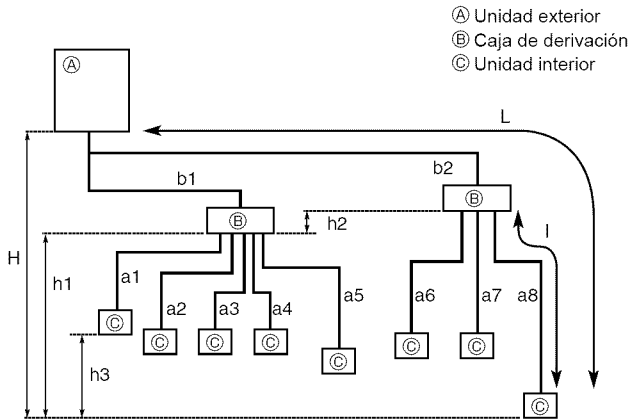 Ⓐ Unidad exterior
Ⓑ Caja de derivación
Ⓒ Unidad interior
Ⓐ
L
b2
b1
Ⓑ
Ⓑ
h2
l
H
h1
a1
a2
a3
a4
a5
a6
a7
a8
Ⓒ
Ⓒ
Ⓒ
Ⓒ
Ⓒ
Ⓒ
Ⓒ
h3
Ⓒ